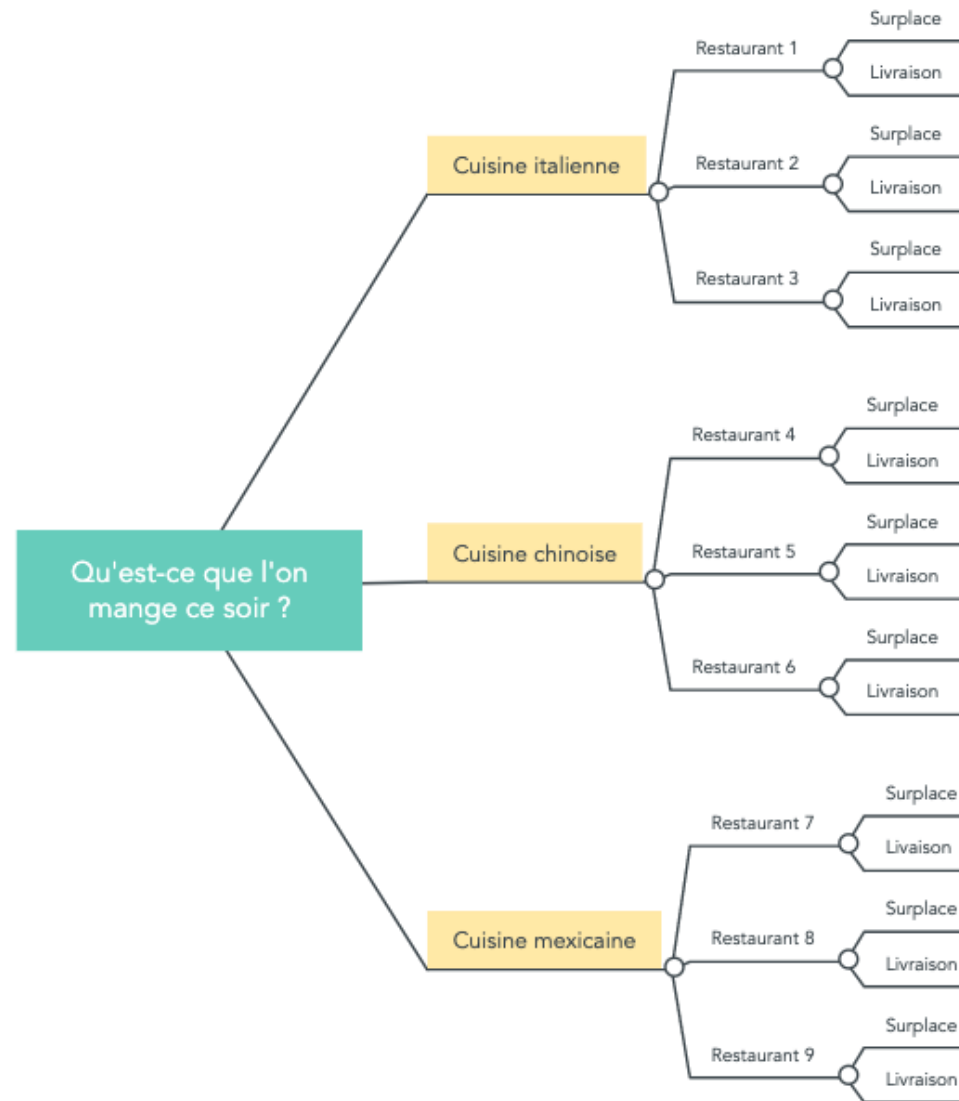 Qu'est-ce que l'on
mange ce soir ?
Cuisine italienne
Restaurant 1
Surplace
Livraison
Restaurant 2
Surplace
Livraison
Restaurant 3
Surplace
Livraison
Cuisine chinoise
Restaurant 4
Surplace
Livraison
Restaurant 5
Surplace
Livraison
Restaurant 6
Surplace
Livraison
Cuisine mexicaine
Restaurant 7
Surplace
Livaison
Restaurant 8
Surplace
Livraison
Restaurant 9
Surplace
Livraison